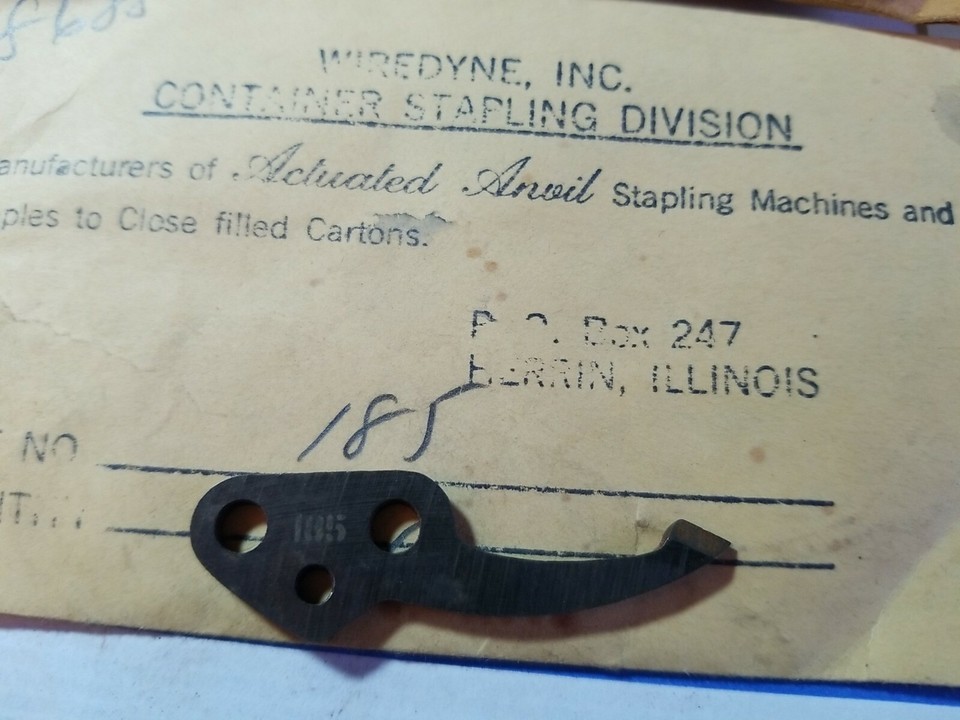 WIREDYNE, INC.
CONTAINER STAPLING DIVISION
anufacturers of Actuated Anvil Stapling Machines and
ples to Close filled Cartons.
P. O. Box 247
HERRIN, ILLINOIS
185
NO
185